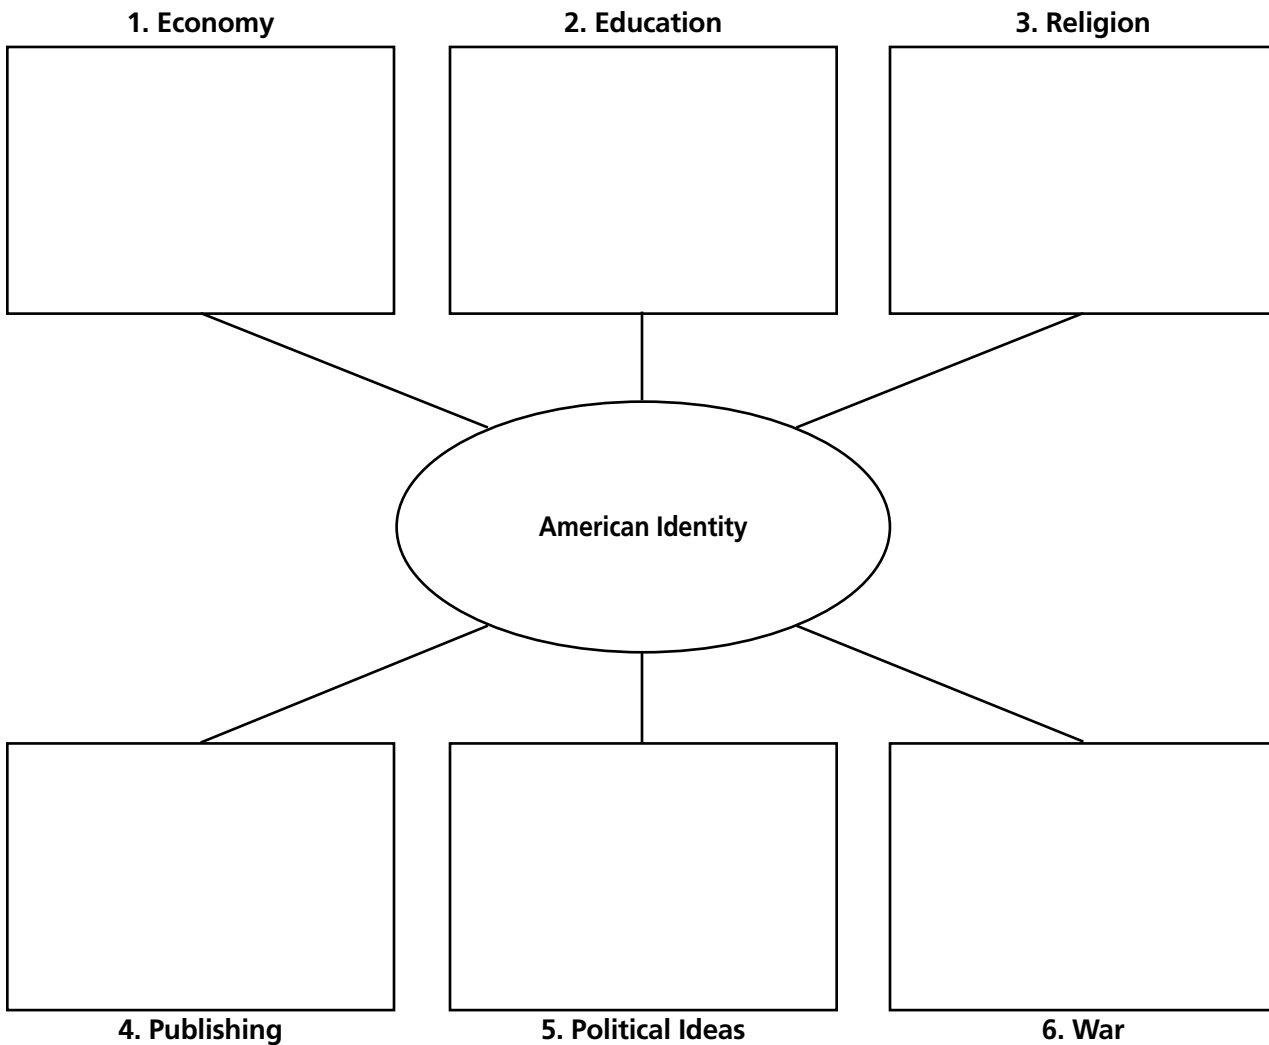 1. Economy
2. Education
3. Religion
American Identity
4. Publishing
5. Political Ideas
6. War